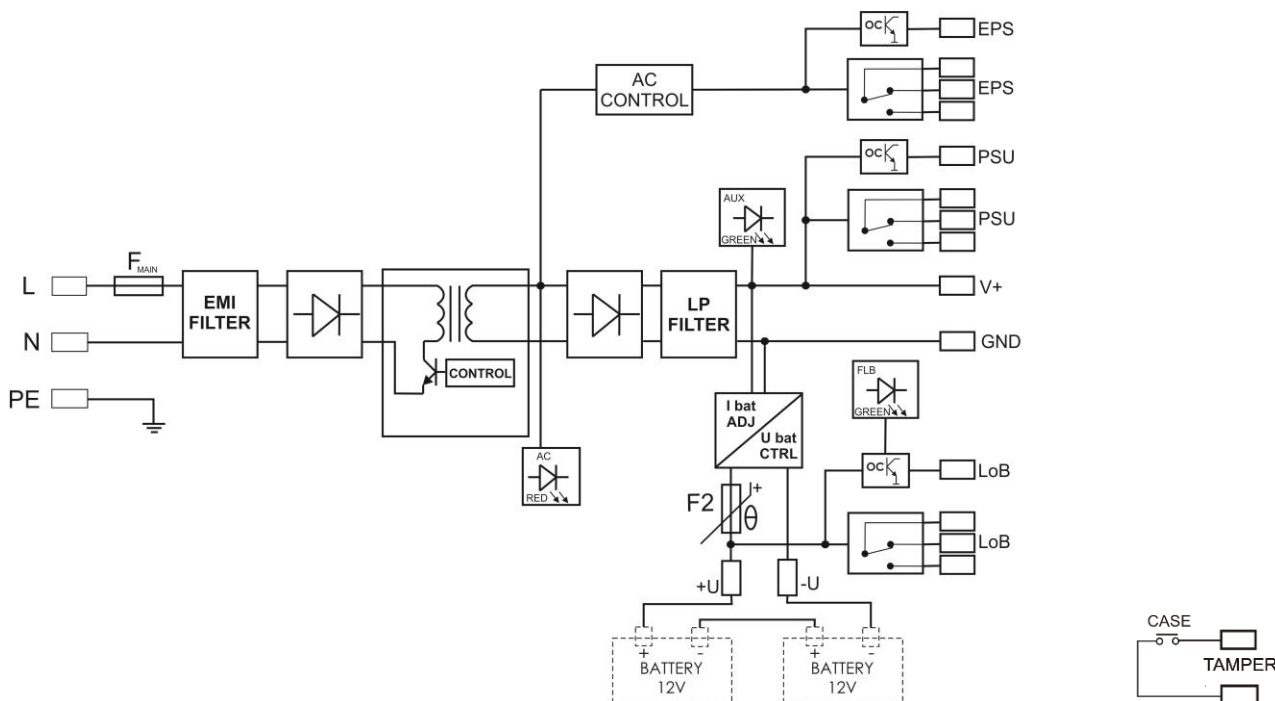 OC
EPS
AC
CONTROL
EPS
OC
PSU
AUX
GREEN
PSU
L
F MAIN
EMI
FILTER
LP
FILTER
V+
N
GND
CONTROL
PE
I bat
ADJ
U bat
CTRL
FLB
GREEN
AC
RED
OC
LoB
F2
I+
θ
LoB
+U
-U
+
-
+
-
BATTERY
12V
BATTERY
12V
CASE
TAMPER